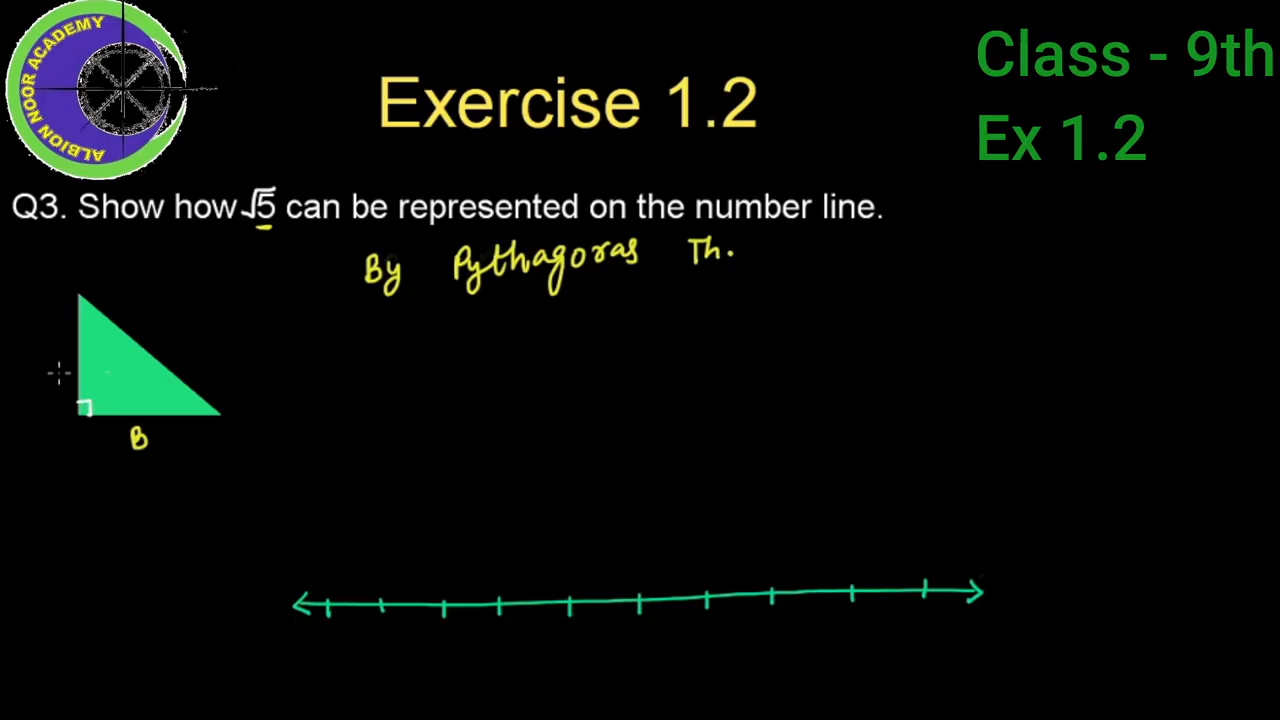 ALBION NOOR ACADEMY
Class - 9th
Exercise 1.2
Ex 1.2
Q3. Show how √5 can be represented on the number line.
By Pythagoras Th.
B